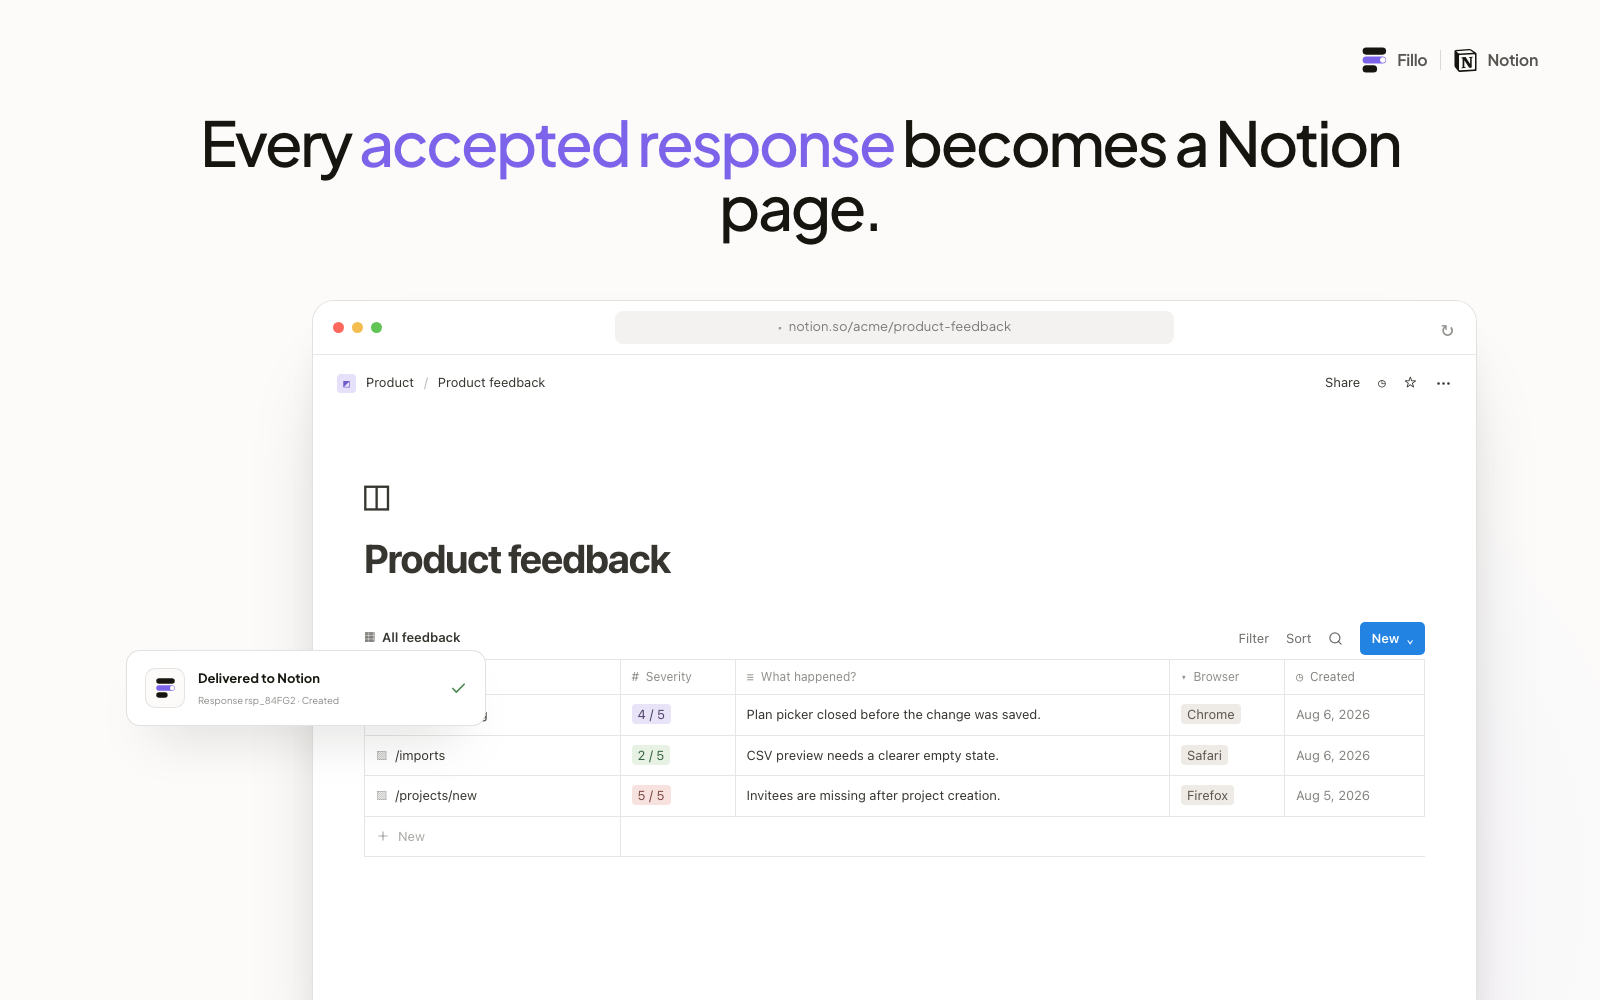 Fillo
Notion
Every accepted response becomes a Notion
page.
notion.so/acme/product-feedback
Product / Product feedback
Share
Product feedback
All feedback
Filter
Sort
New
Delivered to Notion
Response rsp_84FG2 · Created
# Severity
What happened?
Browser
Created
4 / 5
Plan picker closed before the change was saved.
Chrome
Aug 6, 2026
/imports
2 / 5
CSV preview needs a clearer empty state.
Safari
Aug 6, 2026
/projects/new
5 / 5
Invitees are missing after project creation.
Firefox
Aug 5, 2026
+ New